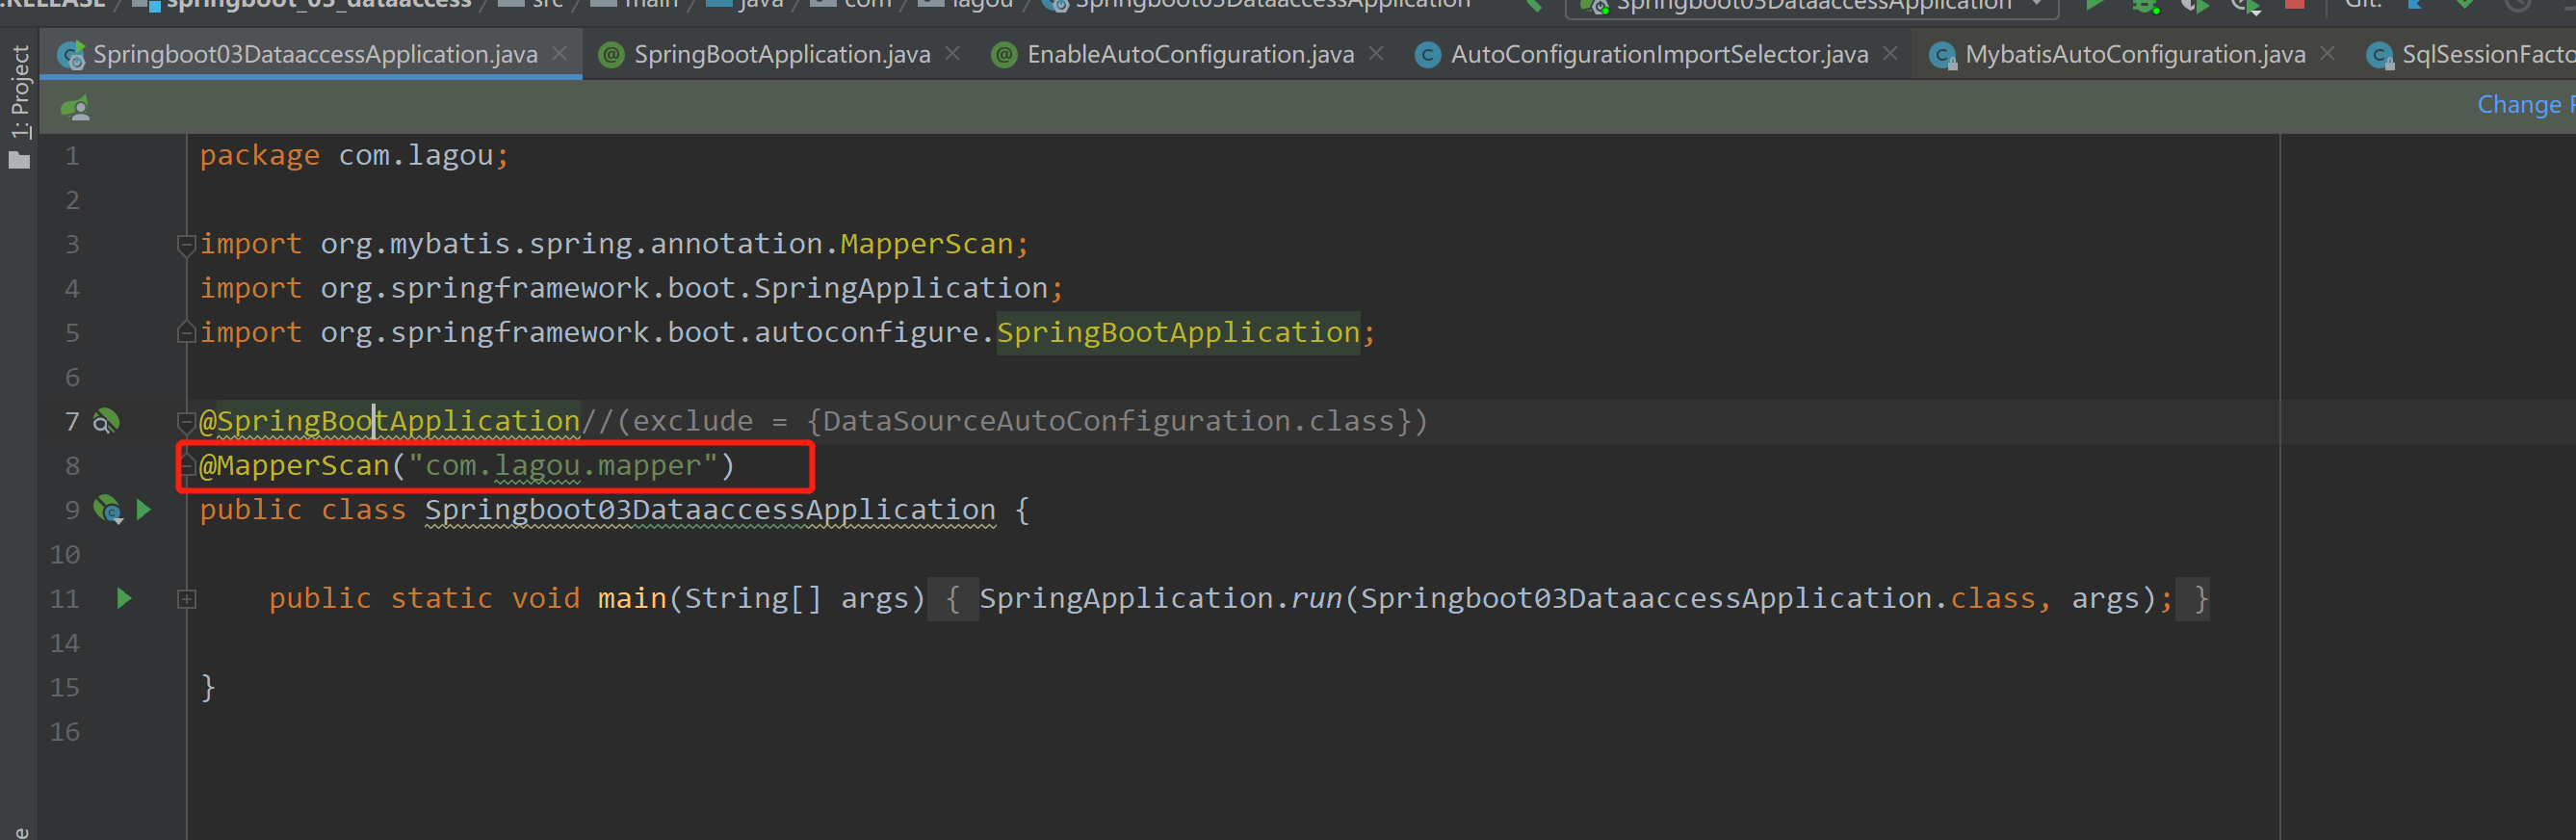 .RELEASE springboot_03_dataaccess src main java com lagou Springboot03DataaccessApplication Springboot03DataaccessApplication Git:
Springboot03DataaccessApplication.java SpringBootApplication.java EnableAutoConfiguration.java AutoConfigurationImportSelector.java MybatisAutoConfiguration.java SqlSessionFacto
1: Project
Change
1 package com.lagou;
2
3 import org.mybatis.spring.annotation.MapperScan;
4 import org.springframework.boot.SpringApplication;
5 import org.springframework.boot.autoconfigure.SpringBootApplication;
6
7 @SpringBootApplication//(exclude = {DataSourceAutoConfiguration.class})
8 @MapperScan("com.lagou.mapper")
9 public class Springboot03DataaccessApplication {
10
11 public static void main(String[] args) { SpringApplication.run(Springboot03DataaccessApplication.class, args); }
14
15 }
16